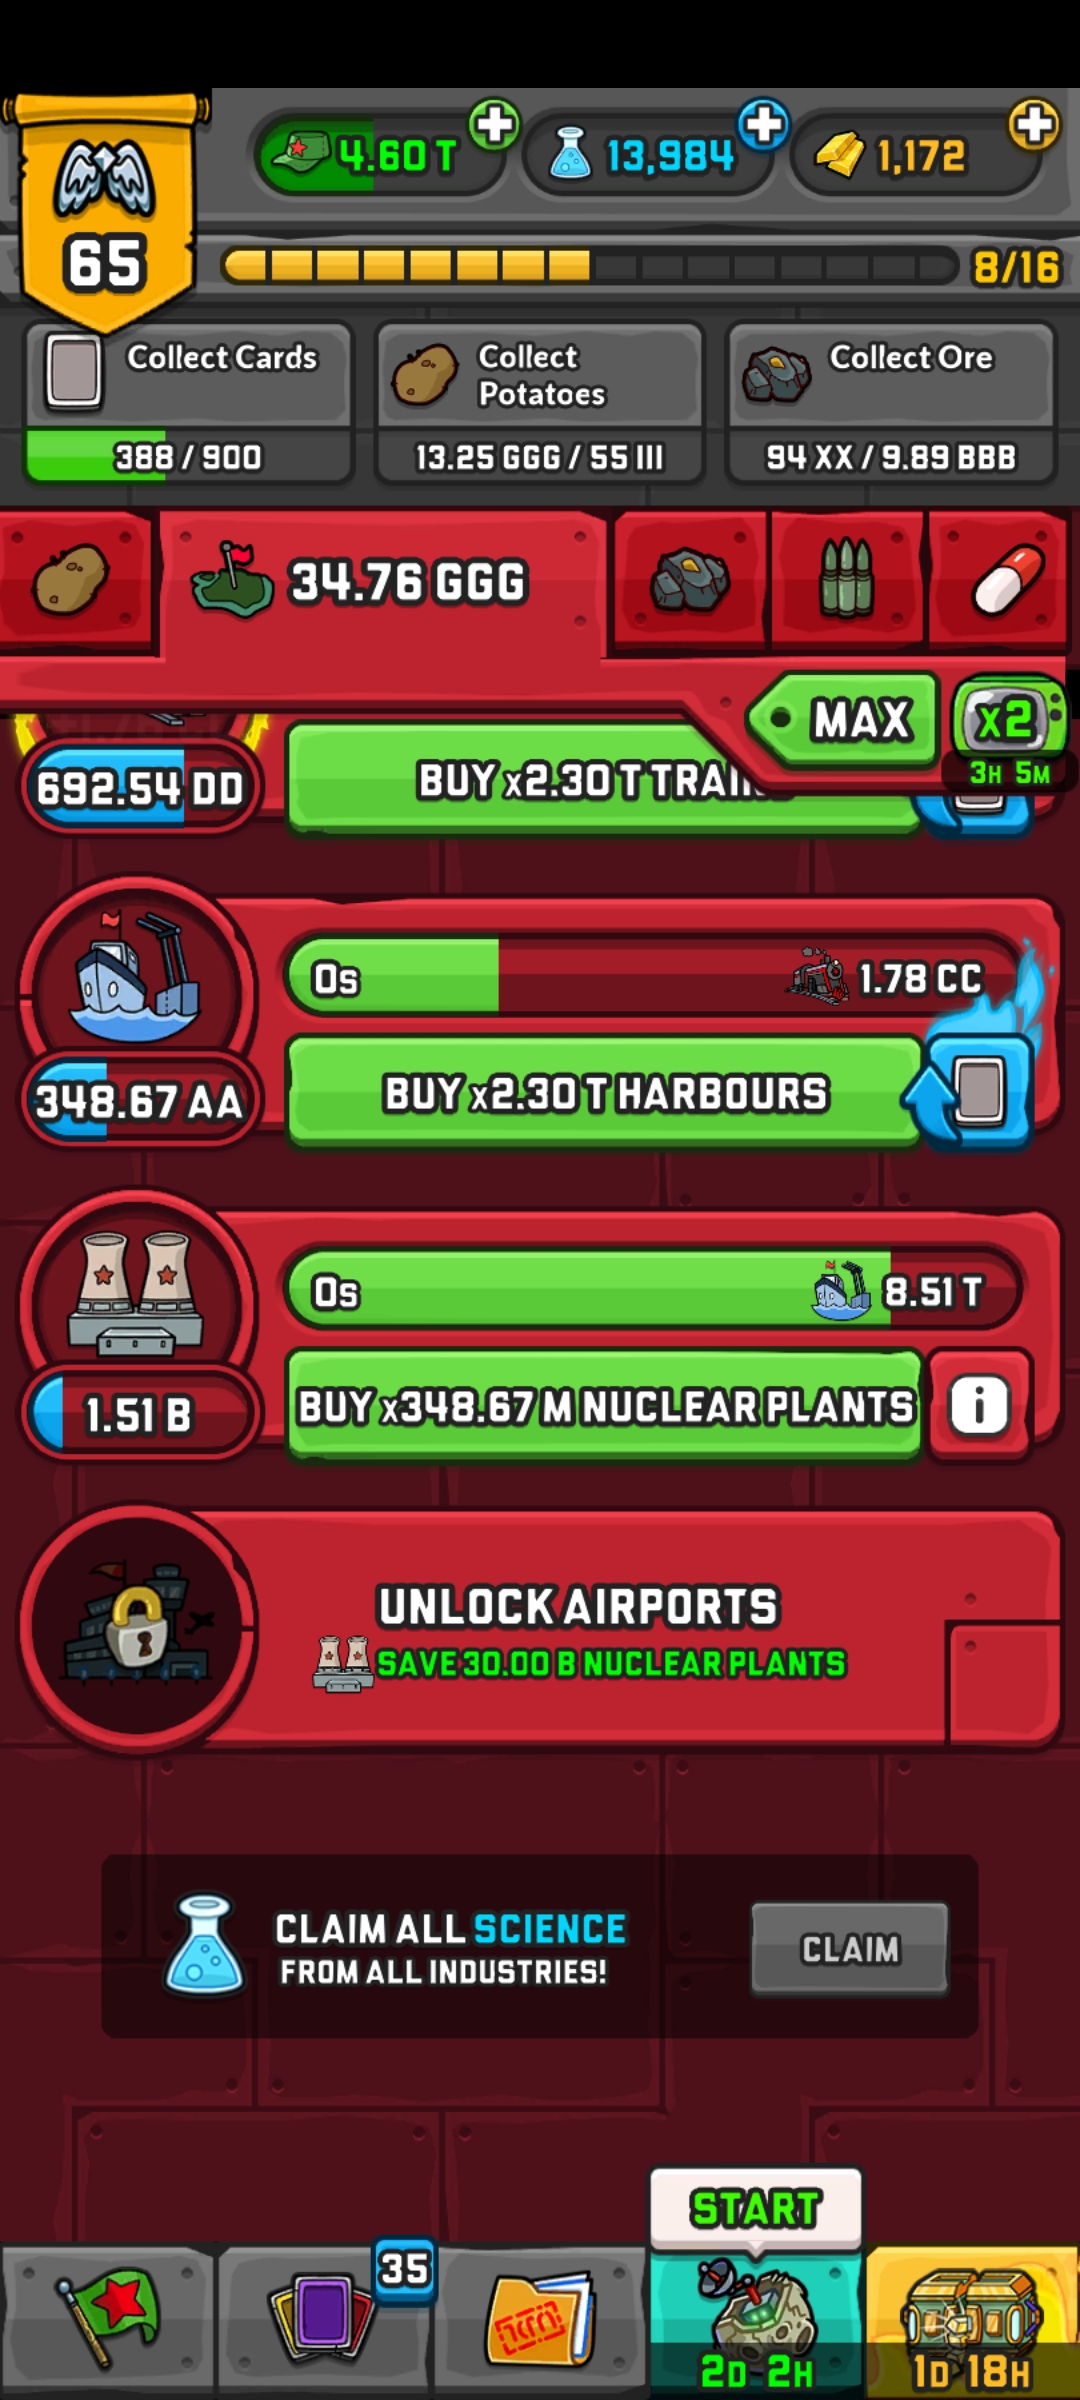 4.60 T
13,984
1,172
65
8/16
Collect Cards
Collect Potatoes
Collect Ore
388 / 900
13.25 GGG / 55 III
94 XX / 9.89 BBB
34.76 GGG
MAX
x2
3H 5M
692.54 DD
BUY x2.30 T
0s
1.78 CC
348.67 AA
BUY x2.30 T HARBOURS
0s
8.51 T
1.51 B
BUY x348.67 M NUCLEAR PLANTS
i
UNLOCK AIRPORTS
SAVE 30.00 B NUCLEAR PLANTS
CLAIM ALL SCIENCE
FROM ALL INDUSTRIES!
CLAIM
START
35
2D 2H
1D 18H